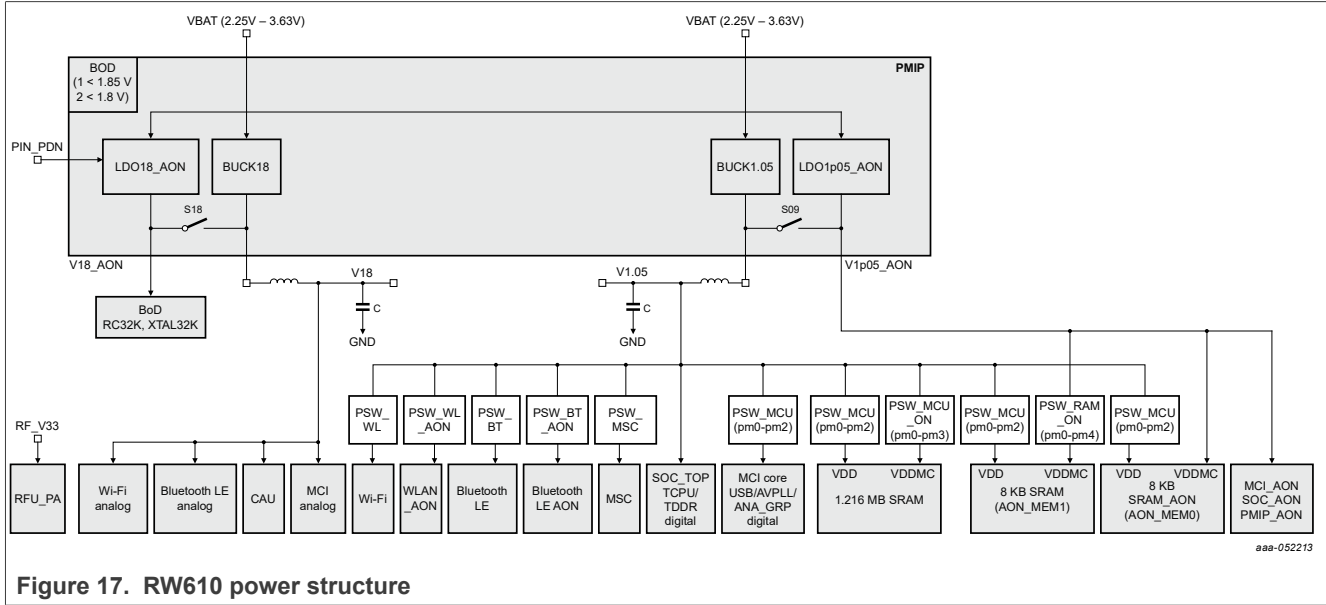 VBAT (2.25V – 3.63V)
VBAT (2.25V – 3.63V)
BOD
(1 < 1.85 V
2 < 1.8 V)
PMIP
PIN_PDN
LDO18_AON
BUCK18
BUCK1.05
LDO1p05_AON
S18
S09
V18_AON
V1p05_AON
V18
V1.05
BoD
RC32K, XTAL32K
C
GND
C
GND
PSW_
WL
PSW_WL
_AON
PSW_
BT
PSW_BT
_AON
PSW_
MSC
PSW_MCU
(pm0-pm2)
PSW_MCU
(pm0-pm2)
PSW_MCU
_ON
(pm0-pm3)
PSW_MCU
(pm0-pm2)
PSW_RAM
_ON
(pm0-pm4)
PSW_MCU
(pm0-pm2)
RF_V33
RFU_PA
Wi-Fi
analog
Bluetooth LE
analog
CAU
MCI
analog
Wi-Fi
WLAN
_AON
Bluetooth
LE
Bluetooth
LE AON
MSC
SOC_TOP
TCPU/
TDDR
digital
MCI core
USB/AVPLL/
ANA_GRP
digital
VDD VDDMC
1.216 MB SRAM
VDD VDDMC
8 KB SRAM
(AON_MEM1)
VDD VDDMC
8 KB
SRAM_AON
(AON_MEM0)
MCI_AON
SOC_AON
PMIP_AON
aaa-052213
Figure 17. RW610 power structure